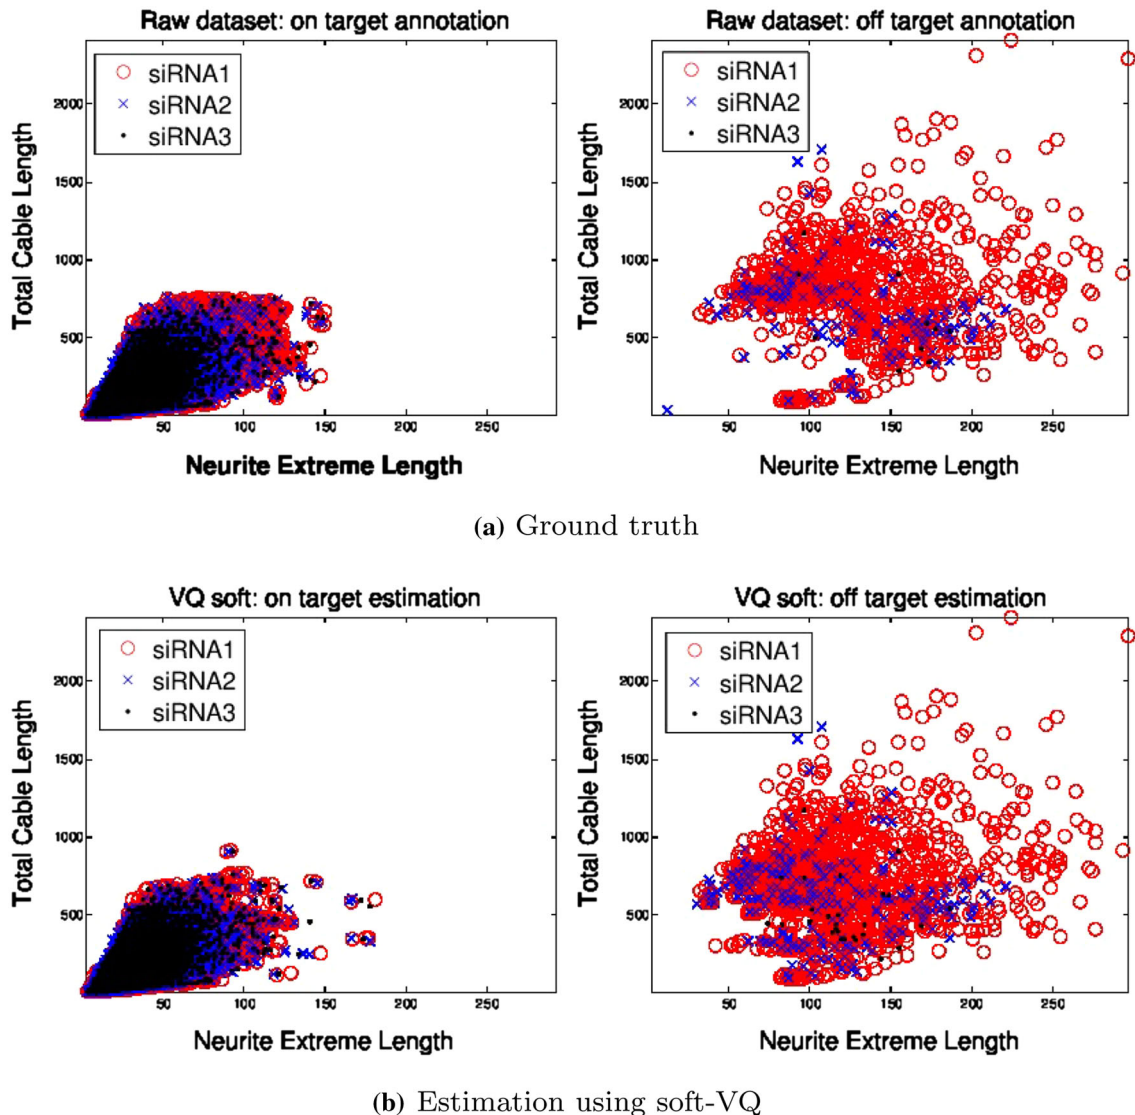 Raw dataset: on target annotation
siRNA1
siRNA2
siRNA3
Total Cable Length
2000
1500
1000
500
50 100 150 200 250
Neurite Extreme Length
Raw dataset: off target annotation
siRNA1
siRNA2
siRNA3
Total Cable Length
2000
1500
1000
500
50 100 150 200 250
Neurite Extreme Length
(a) Ground truth
VQ soft: on target estimation
siRNA1
siRNA2
siRNA3
Total Cable Length
2000
1500
1000
500
50 100 150 200 250
Neurite Extreme Length
VQ soft: off target estimation
siRNA1
siRNA2
siRNA3
Total Cable Length
2000
1500
1000
500
50 100 150 200 250
Neurite Extreme Length
(b) Estimation using soft-VQ